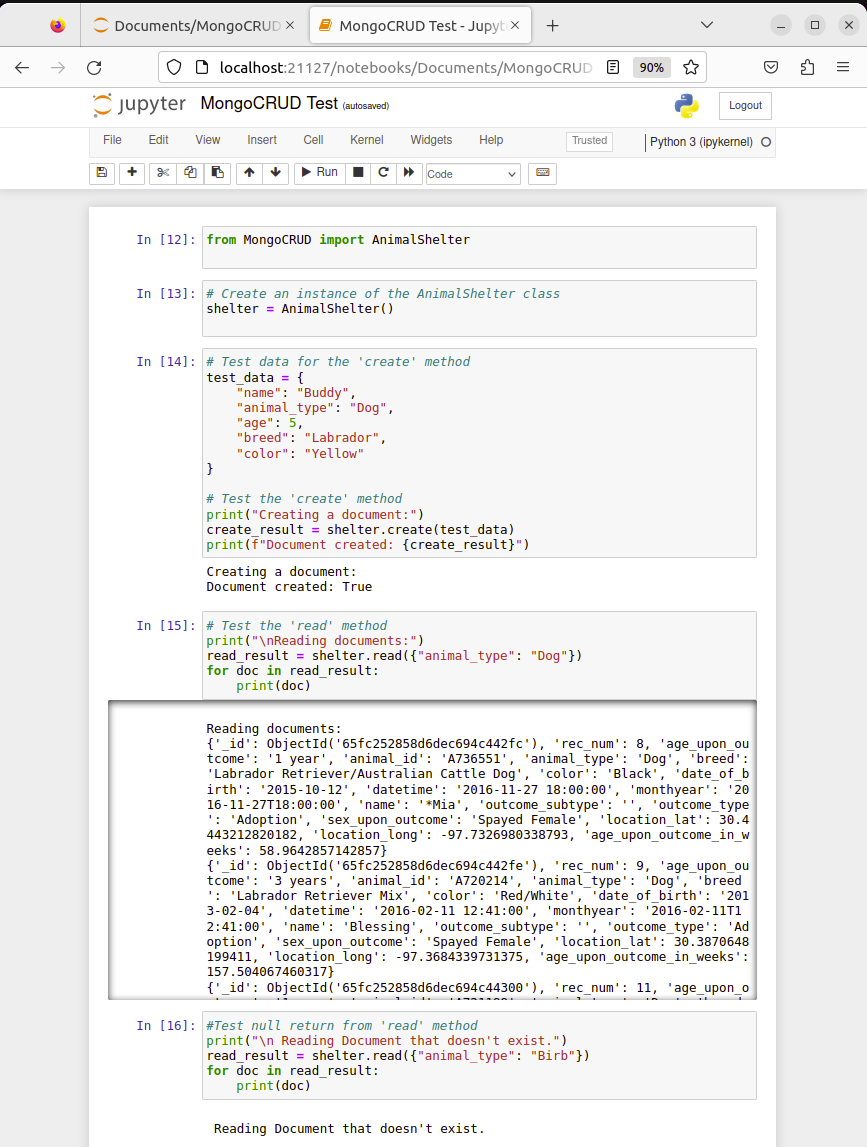 Documents/MongoCRUD
MongoCRUD Test - Jupyt
localhost:21127/notebooks/Documents/MongoCRUD
90%
jupyter MongoCRUD Test (autosaved)
Logout
File Edit View Insert Cell Kernel Widgets Help
Trusted
Python 3 (ipykernel)
Run
Code
In [12]: from MongoCRUD import AnimalShelter
In [13]: # Create an instance of the AnimalShelter class
shelter = AnimalShelter()
In [14]: # Test data for the 'create' method
test_data = {
    "name": "Buddy",
    "animal_type": "Dog",
    "age": 5,
    "breed": "Labrador",
    "color": "Yellow"
}
# Test the 'create' method
print("Creating a document:")
create_result = shelter.create(test_data)
print(f"Document created: {create_result}")
Creating a document:
Document created: True
In [15]: # Test the 'read' method
print("\nReading documents:")
read_result = shelter.read({"animal_type": "Dog"})
for doc in read_result:
    print(doc)
Reading documents:
{'_id': ObjectId('65fc252858d6dec694c442fc'), 'rec_num': 8, 'age_upon_ou
tcome': '1 year', 'animal_id': 'A736551', 'animal_type': 'Dog', 'breed':
'Labrador Retriever/Australian Cattle Dog', 'color': 'Black', 'date_of_b
irth': '2015-10-12', 'datetime': '2016-11-27 18:00:00', 'monthyear': '20
16-11-27T18:00:00', 'name': '*Mia', 'outcome_subtype': '', 'outcome_type
': 'Adoption', 'sex_upon_outcome': 'Spayed Female', 'location_lat': 30.4
443212820182, 'location_long': -97.7326980338793, 'age_upon_outcome_in_w
eeks': 58.9642857142857}
{'_id': ObjectId('65fc252858d6dec694c442fe'), 'rec_num': 9, 'age_upon_ou
tcome': '3 years', 'animal_id': 'A720214', 'animal_type': 'Dog', 'breed
': 'Labrador Retriever Mix', 'color': 'Red/White', 'date_of_birth': '201
3-02-04', 'datetime': '2016-02-11 12:41:00', 'monthyear': '2016-02-11T1
2:41:00', 'name': 'Blessing', 'outcome_subtype': '', 'outcome_type': 'Ad
option', 'sex_upon_outcome': 'Spayed Female', 'location_lat': 30.3870648
199411, 'location_long': -97.3684339731375, 'age_upon_outcome_in_weeks':
157.504067460317}
{'_id': ObjectId('65fc252858d6dec694c44300'), 'rec_num': 11, 'age_upon_o
In [16]: #Test null return from 'read' method
print("\n Reading Document that doesn't exist.")
read_result = shelter.read({"animal_type": "Birb"})
for doc in read_result:
    print(doc)
Reading Document that doesn't exist.